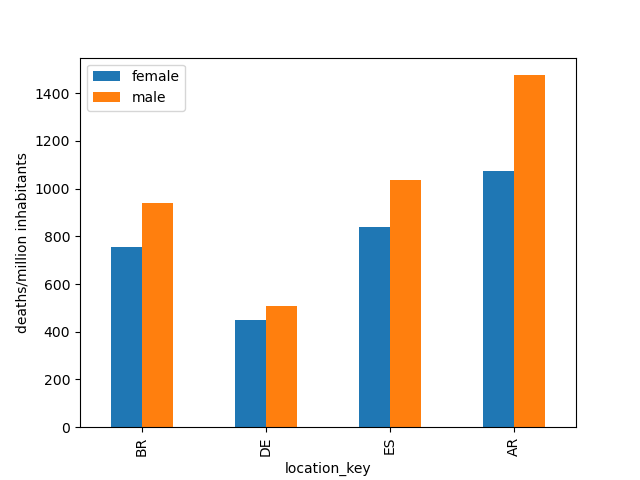 female
male
1400
1200
1000
800
600
400
200
0
deaths/million inhabitants
BR
DE
ES
AR
location_key